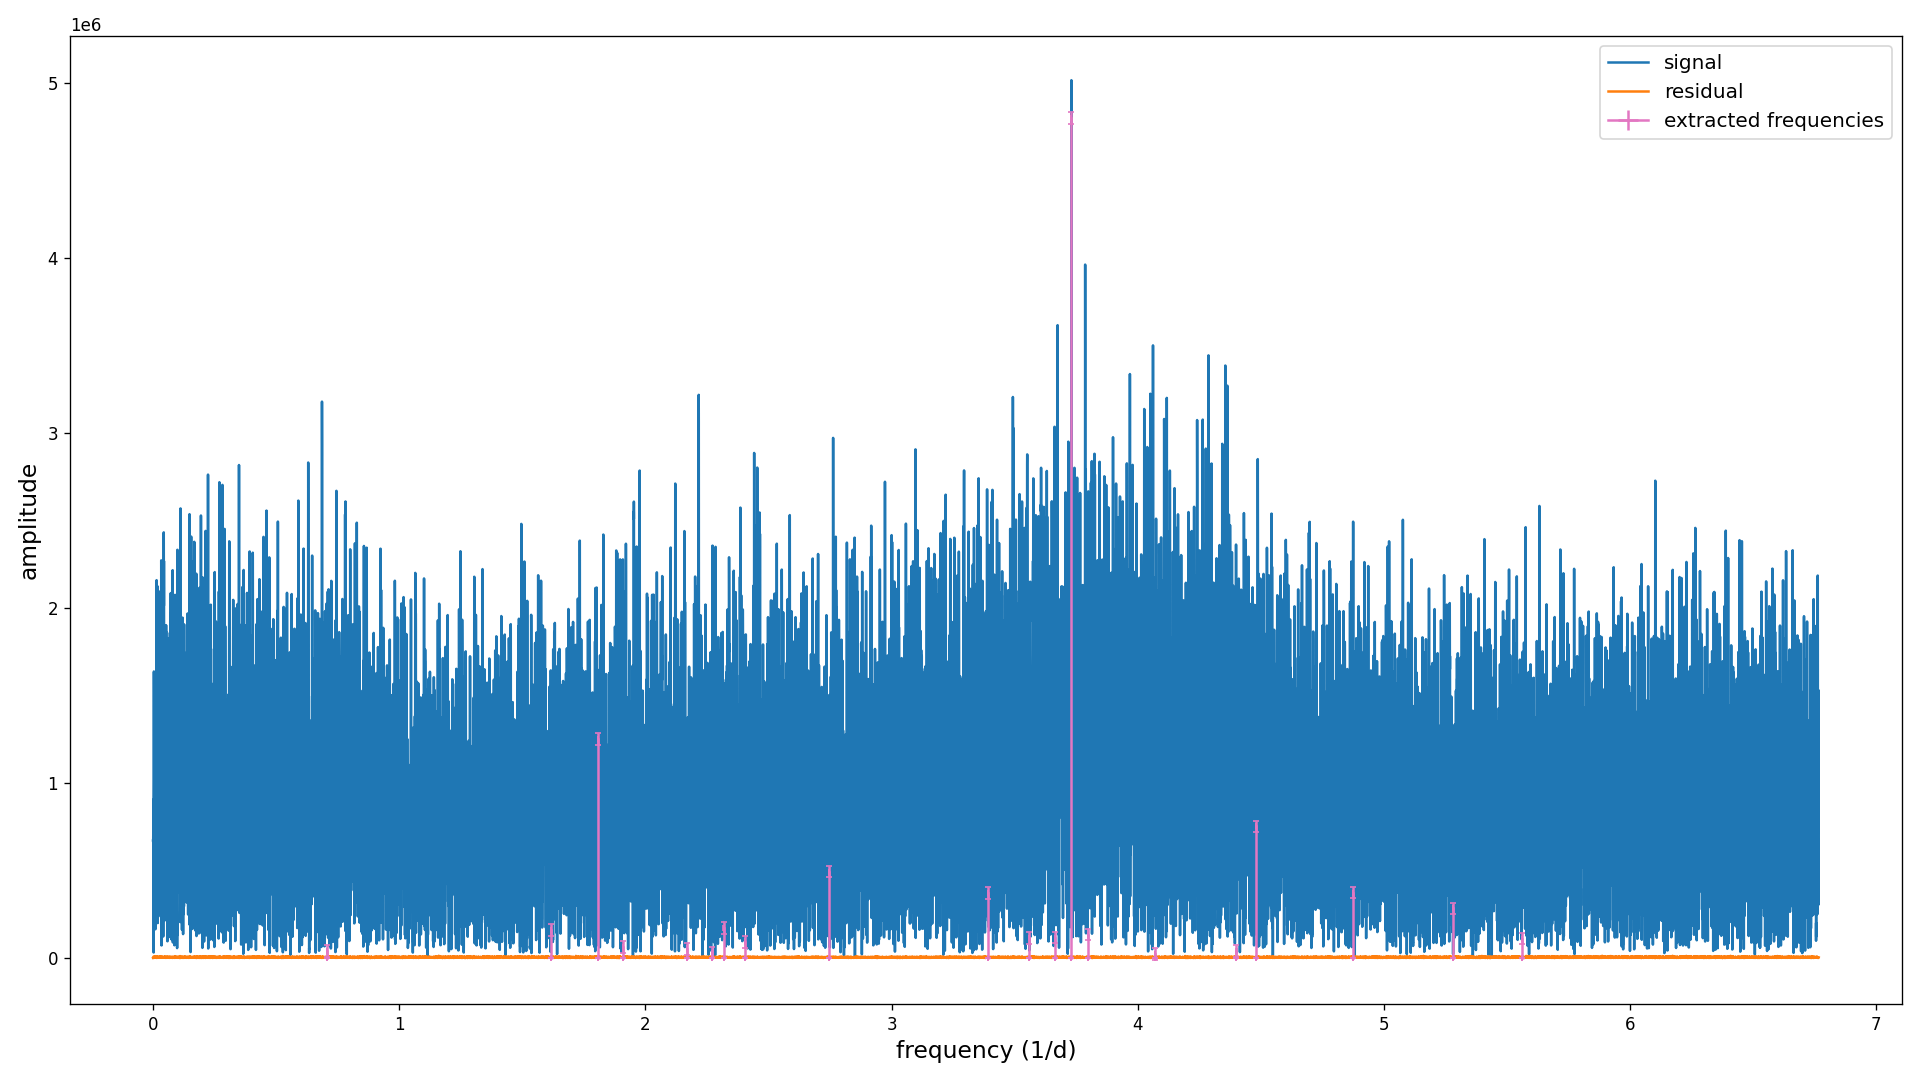 1e6
signal
residual
extracted frequencies
5
4
3
2
1
0
amplitude
0 1 2 3 4 5 6 7
frequency (1/d)